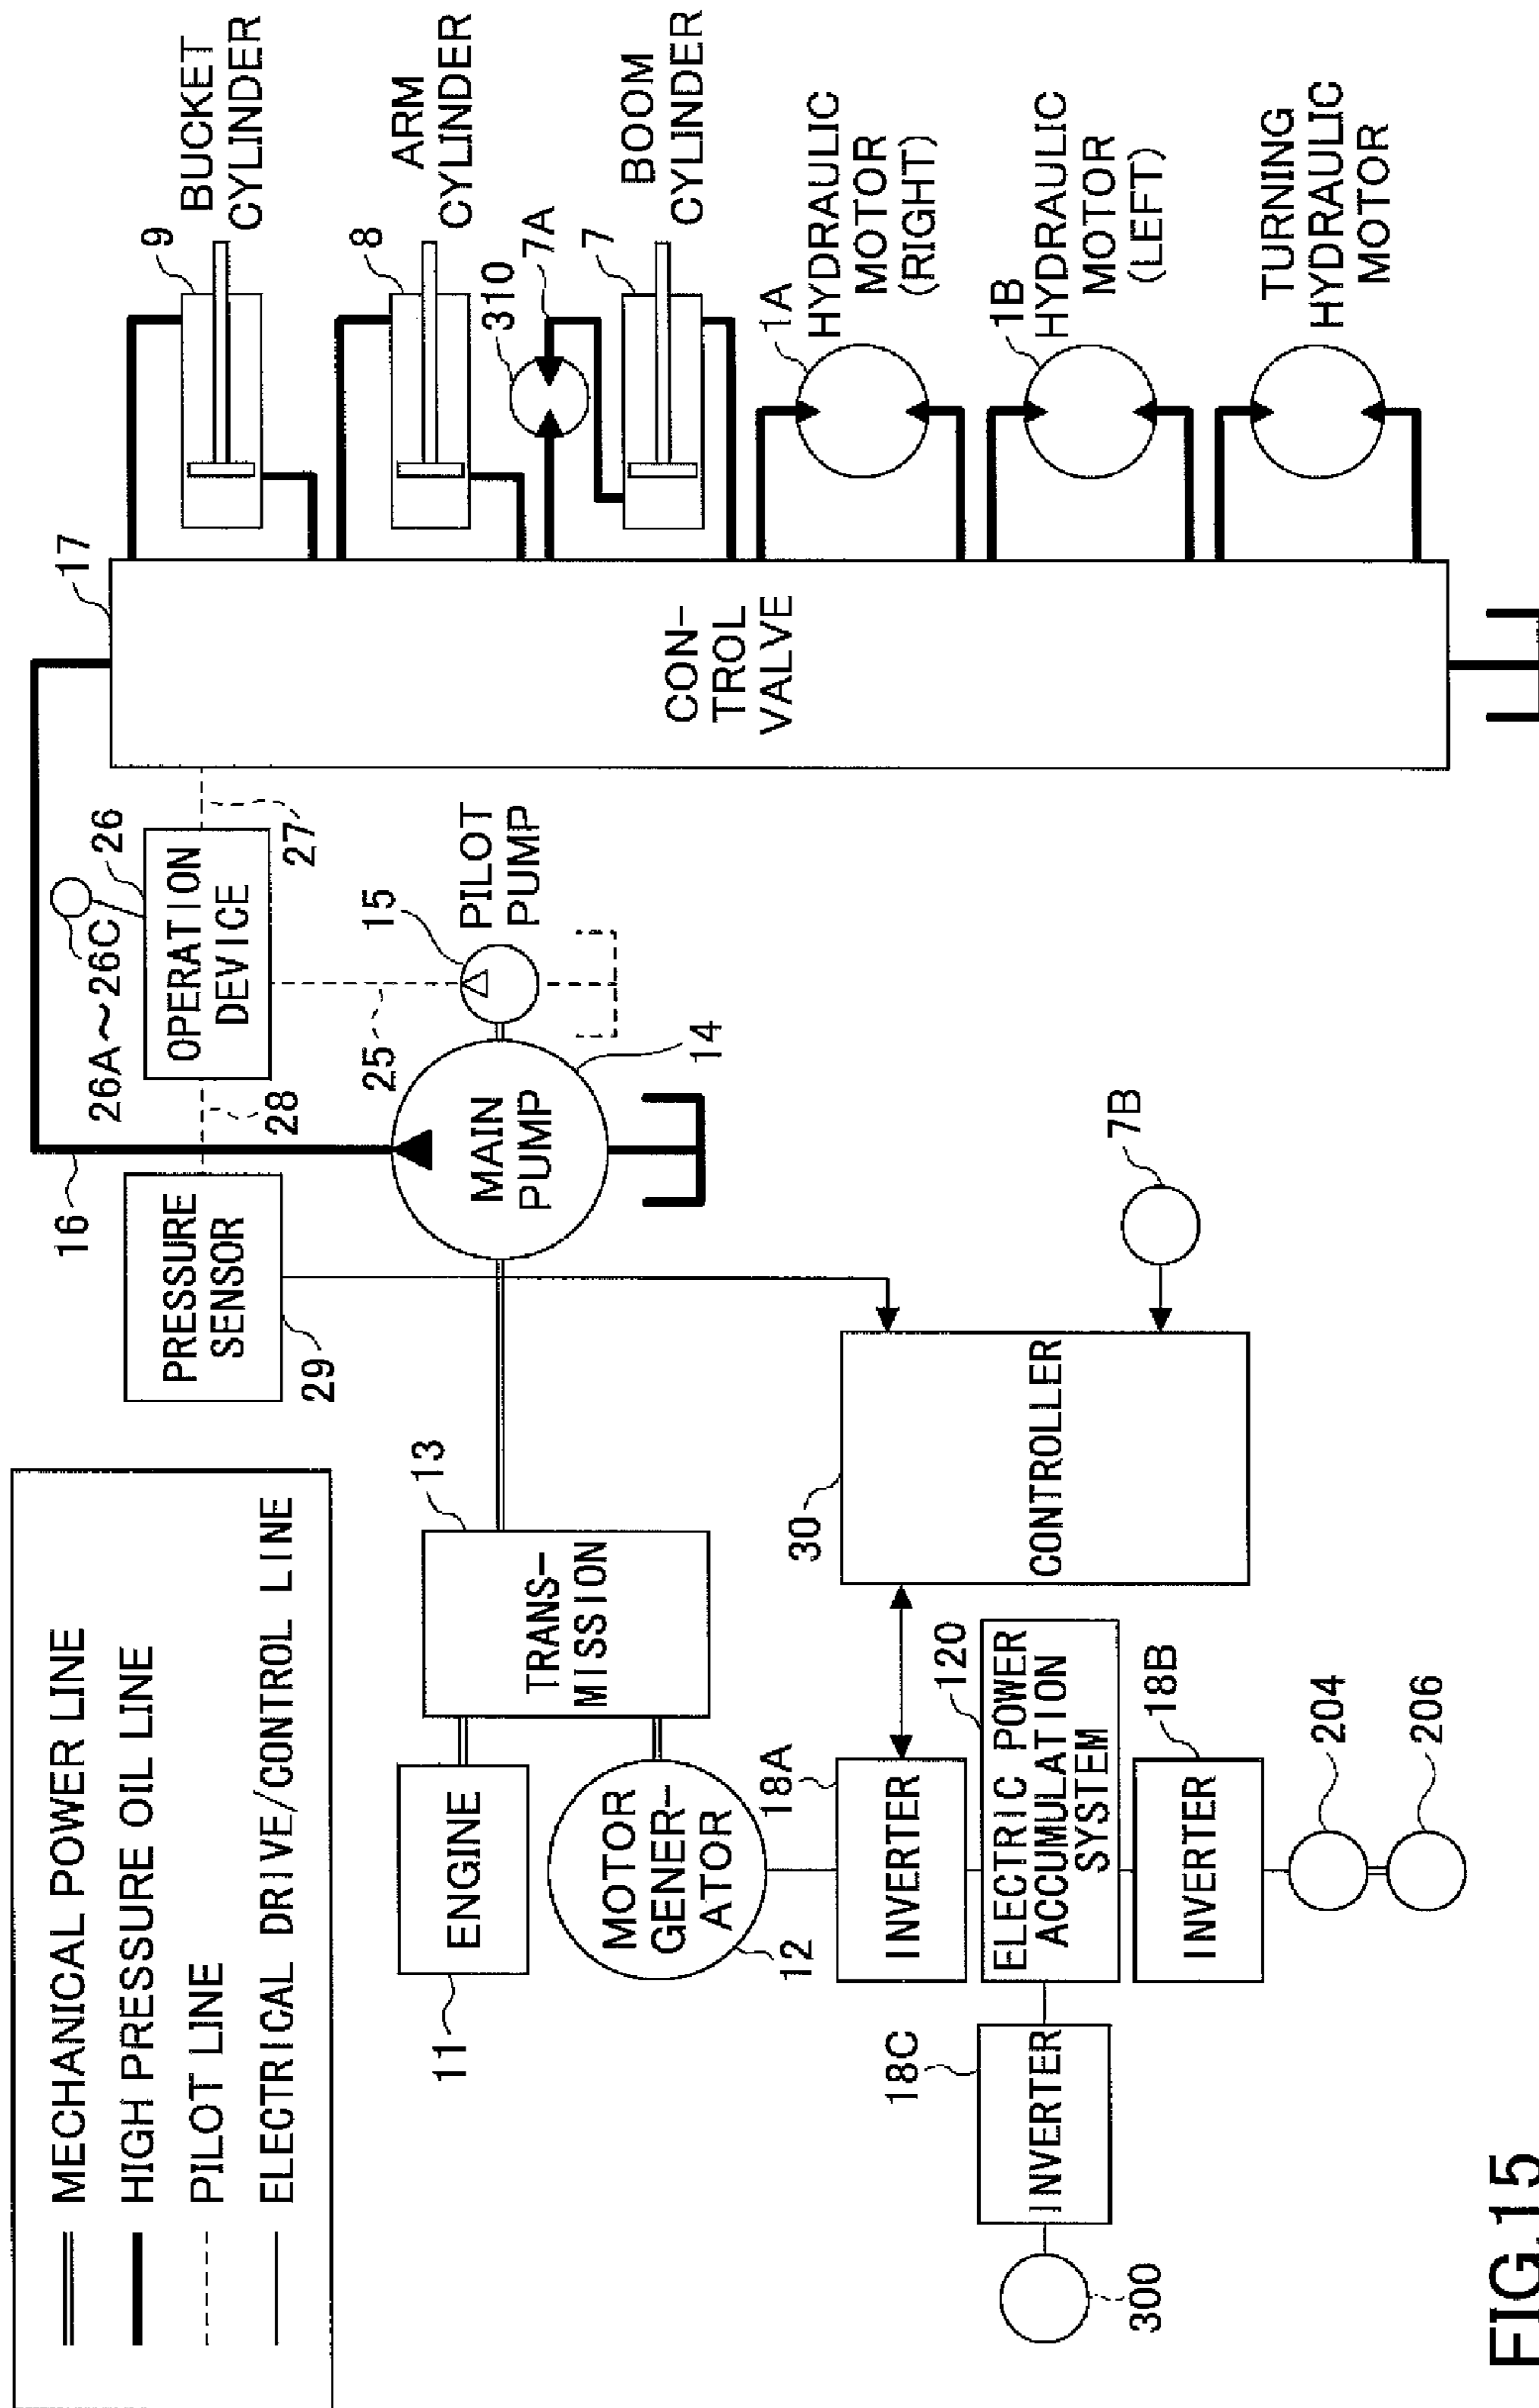 FIG.15
MECHANICAL POWER LINE
HIGH PRESSURE OIL LINE
PILOT LINE
ELECTRICAL DRIVE/CONTROL LINE
16
PRESSURE
SENSOR
29
28
26A~26C
26
OPERATION
DEVICE
27
25
15
PILOT
PUMP
17
CON-
TROL
VALVE
9
BUCKET
CYLINDER
8
ARM
CYLINDER
310
7A
7
BOOM
CYLINDER
1A
HYDRAULIC
MOTOR
(RIGHT)
1B
HYDRAULIC
MOTOR
(LEFT)
TURNING
HYDRAULIC
MOTOR
11
ENGINE
13
TRANS-
MISSION
MAIN
PUMP
14
MOTOR
GENER-
ATOR
12
18A
INVERTER
30
CONTROLLER
7B
120
ELECTRIC POWER
ACCUMULATION
SYSTEM
18C
INVERTER
300
18B
INVERTER
204
206